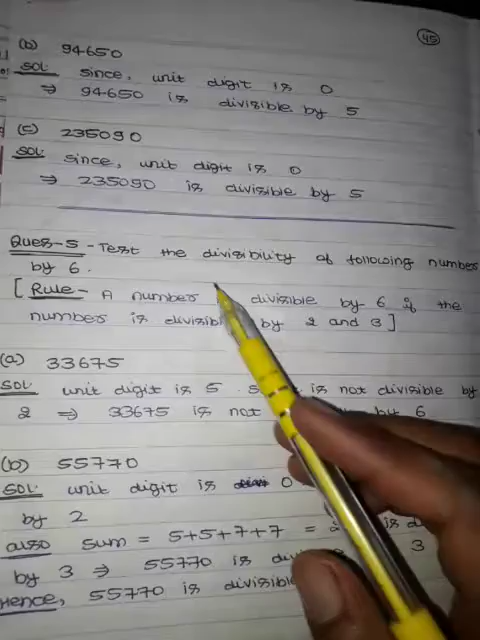 45
(b) 94650
SOL Since, unit digit is 0
⇒ 94650 is divisible by 5
(c) 235090
SOL Since, unit digit is 0
⇒ 235090 is divisible by 5
Ques-5 - Test the divisibility of following numbers
by 6.
[ Rule - A numbers divisible by 6 if the
numbers is by 2 and 3 ]
(a) 33675
SOL unit digit is 5. is not divisible by
2 ⇒ 33675 is not by 6
(b) 55770
SOL unit digit is 0
by 2
also sum = 5+5+7+7 = is
by 3 ⇒ 55770 is 3
Hence, 55770 is divisible